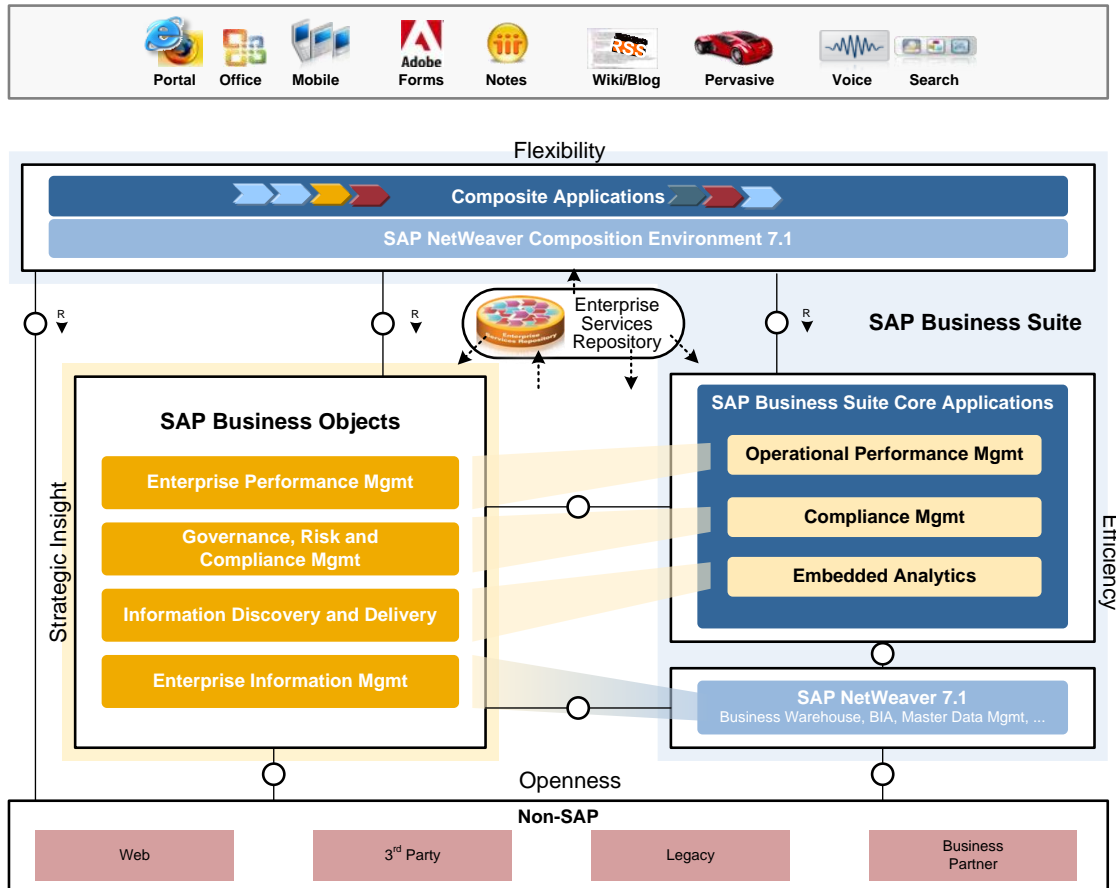 Adobe
Portal
Office
Mobile
Forms
Notes
RSS
Wiki/Blog
Pervasive
Voice
Search
Flexibility
Composite Applications
SAP NetWeaver Composition Environment 7.1
R
R
R
Enterprise
Services
Repository
Enterprise
Services Repository
SAP Business Suite
Strategic Insight
SAP Business Objects
Enterprise Performance Mgmt
Governance, Risk and
Compliance Mgmt
Information Discovery and Delivery
Enterprise Information Mgmt
SAP Business Suite Core Applications
Operational Performance Mgmt
Compliance Mgmt
Embedded Analytics
Efficiency
SAP NetWeaver 7.1
Business Warehouse, BIA, Master Data Mgmt, ...
Openness
Non-SAP
Web
3rd Party
Legacy
Business
Partner